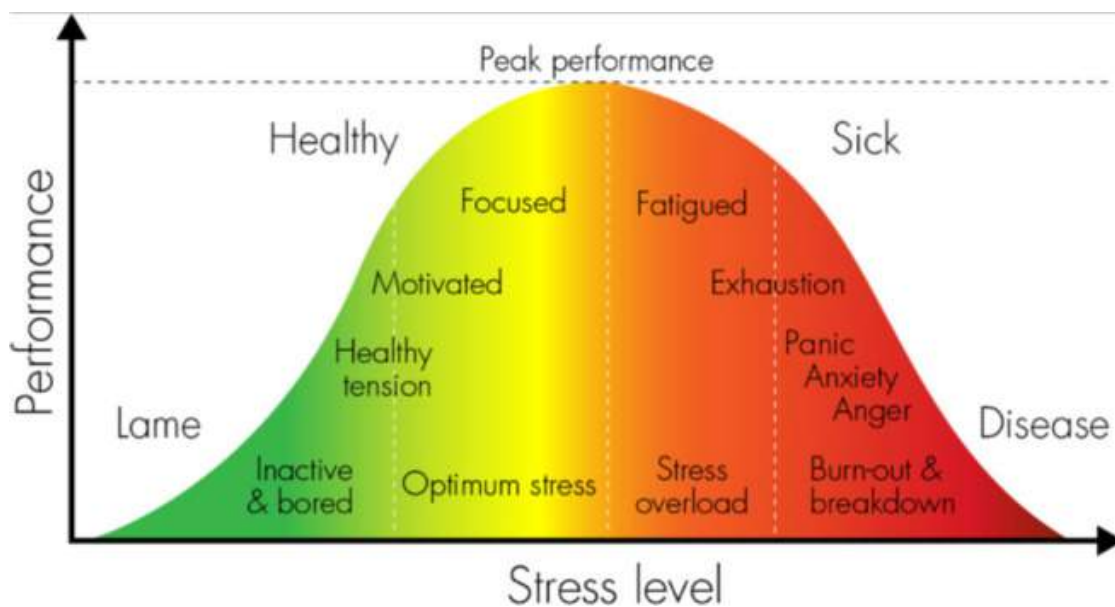 Peak performance
Healthy
Sick
Focused
Fatigued
Motivated
Exhaustion
Healthy
tension
Panic
Anxiety
Anger
Lame
Disease
Inactive
& bored
Optimum stress
Stress
overload
Burn-out &
breakdown
Performance
Stress level